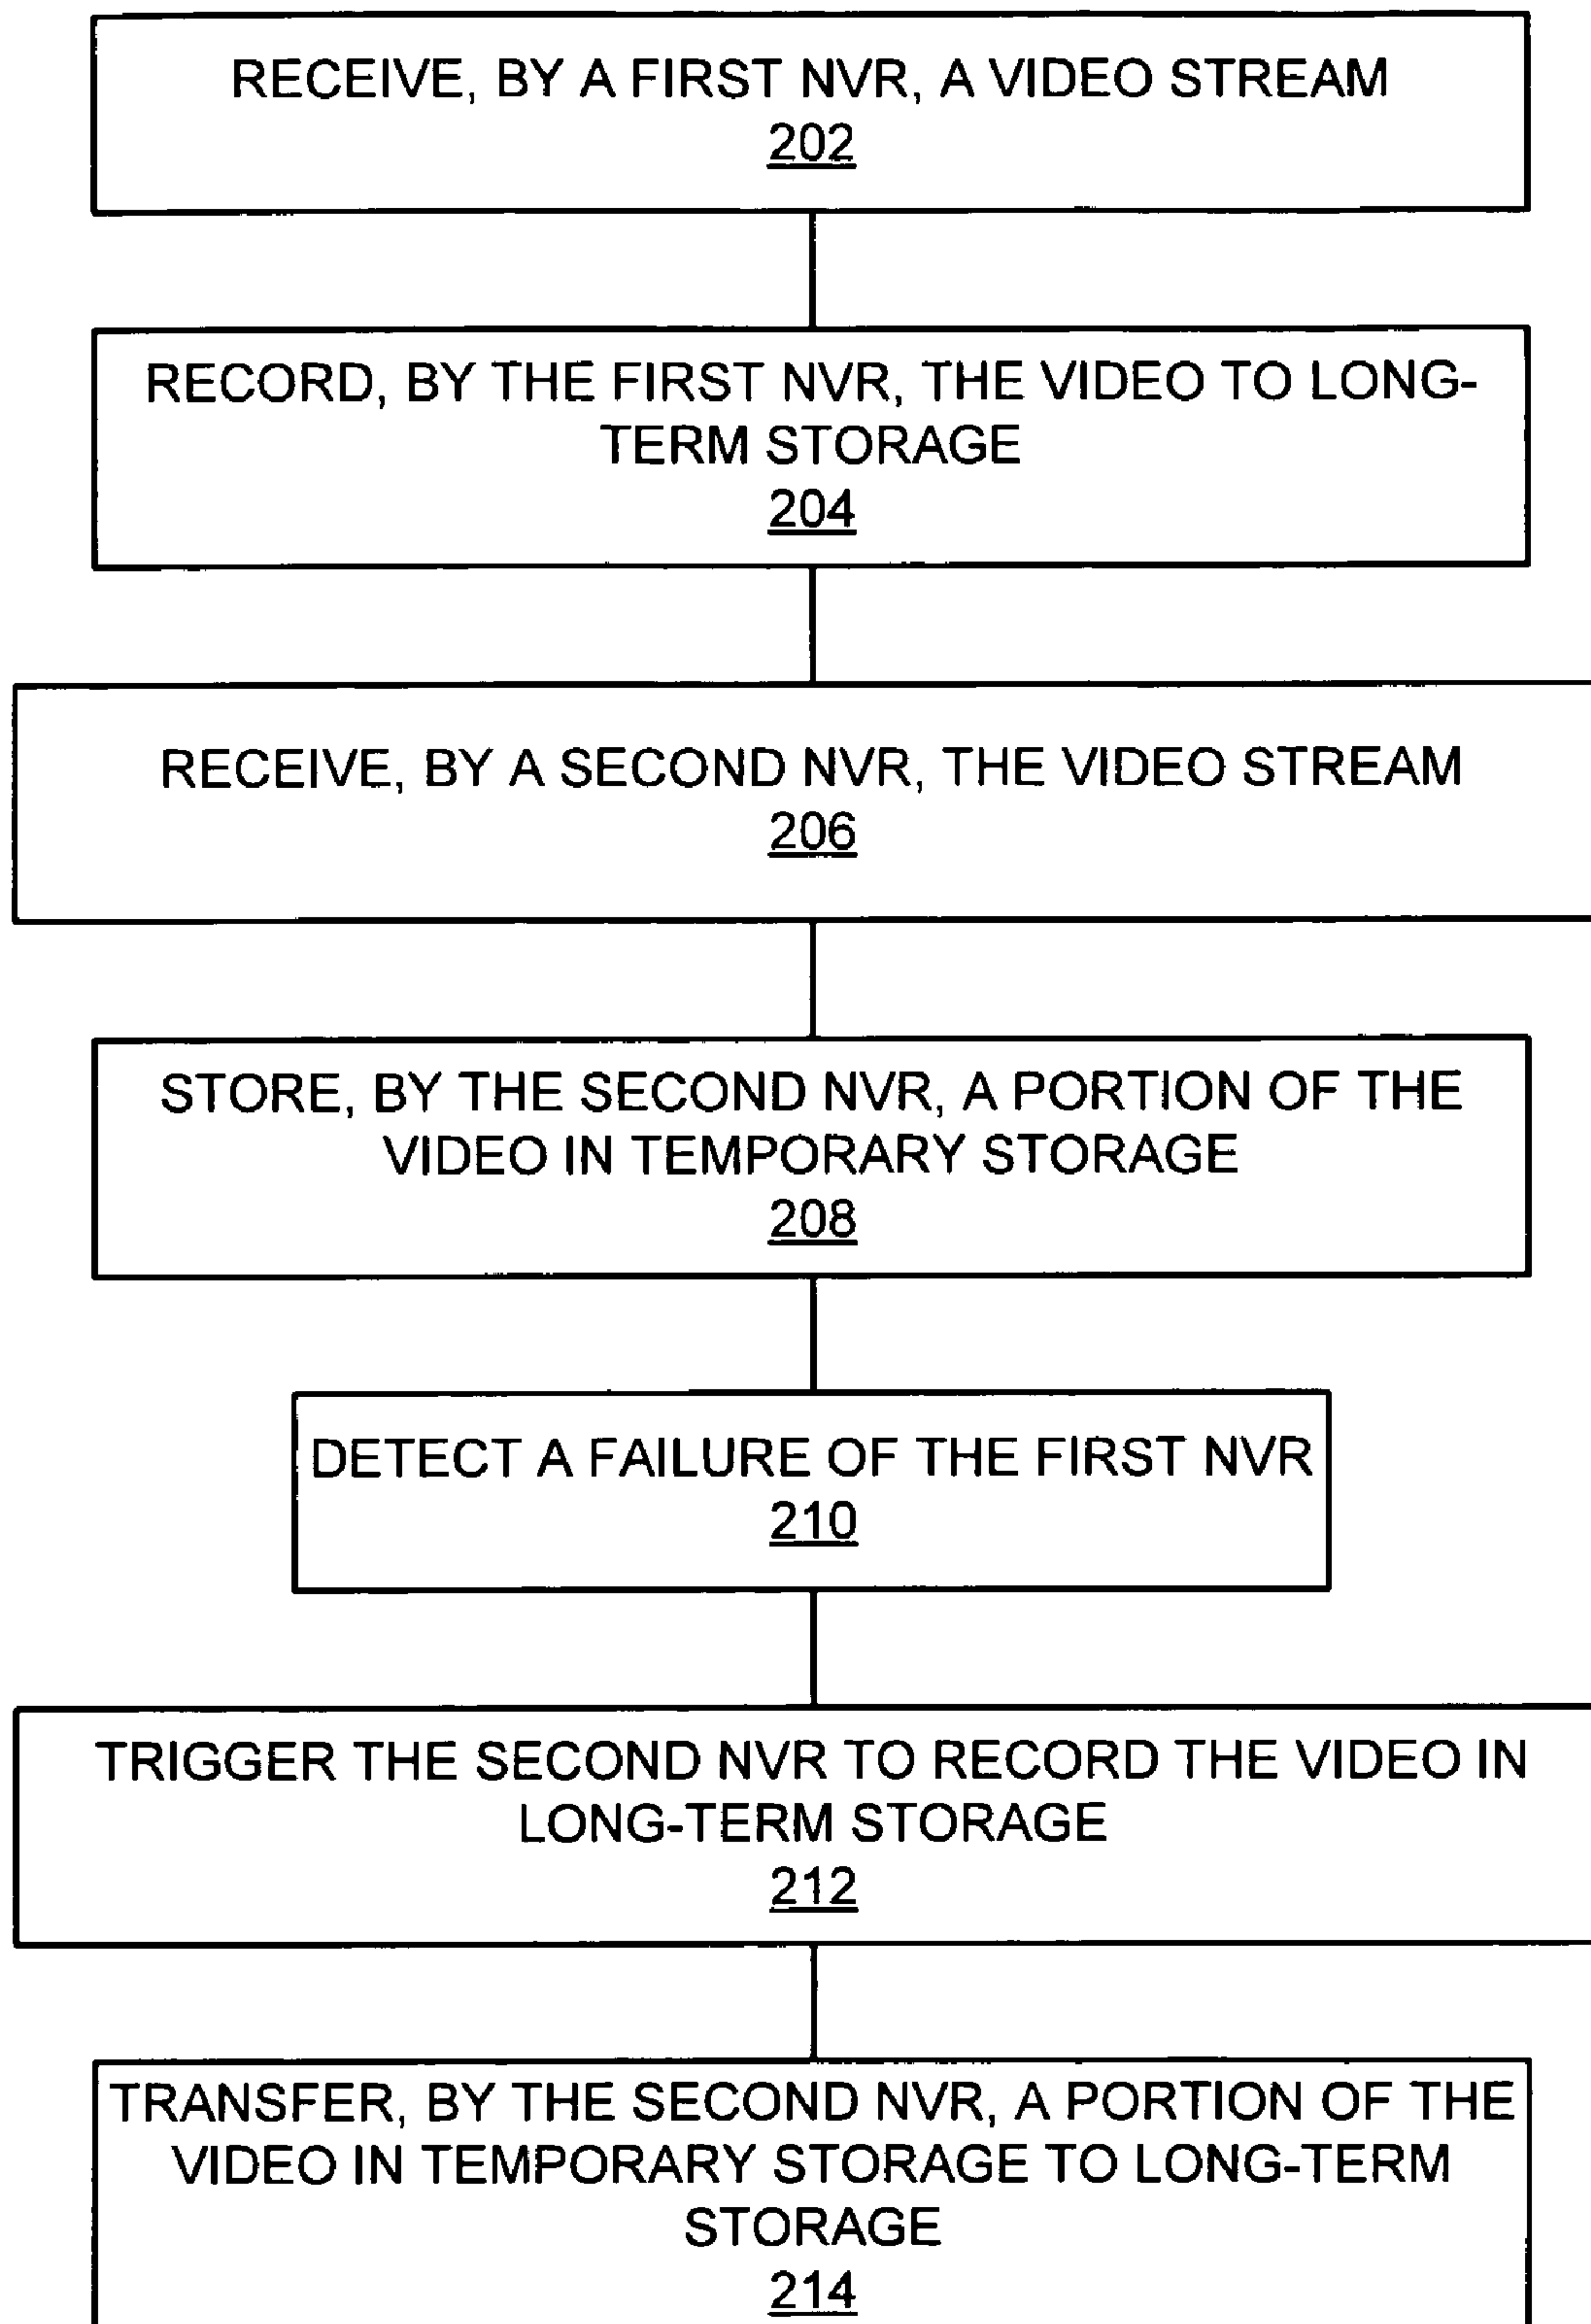 RECEIVE, BY A FIRST NVR, A VIDEO STREAM
202
RECORD, BY THE FIRST NVR, THE VIDEO TO LONG-
TERM STORAGE
204
RECEIVE, BY A SECOND NVR, THE VIDEO STREAM
206
STORE, BY THE SECOND NVR, A PORTION OF THE
VIDEO IN TEMPORARY STORAGE
208
DETECT A FAILURE OF THE FIRST NVR
210
TRIGGER THE SECOND NVR TO RECORD THE VIDEO IN
LONG-TERM STORAGE
212
TRANSFER, BY THE SECOND NVR, A PORTION OF THE
VIDEO IN TEMPORARY STORAGE TO LONG-TERM
STORAGE
214